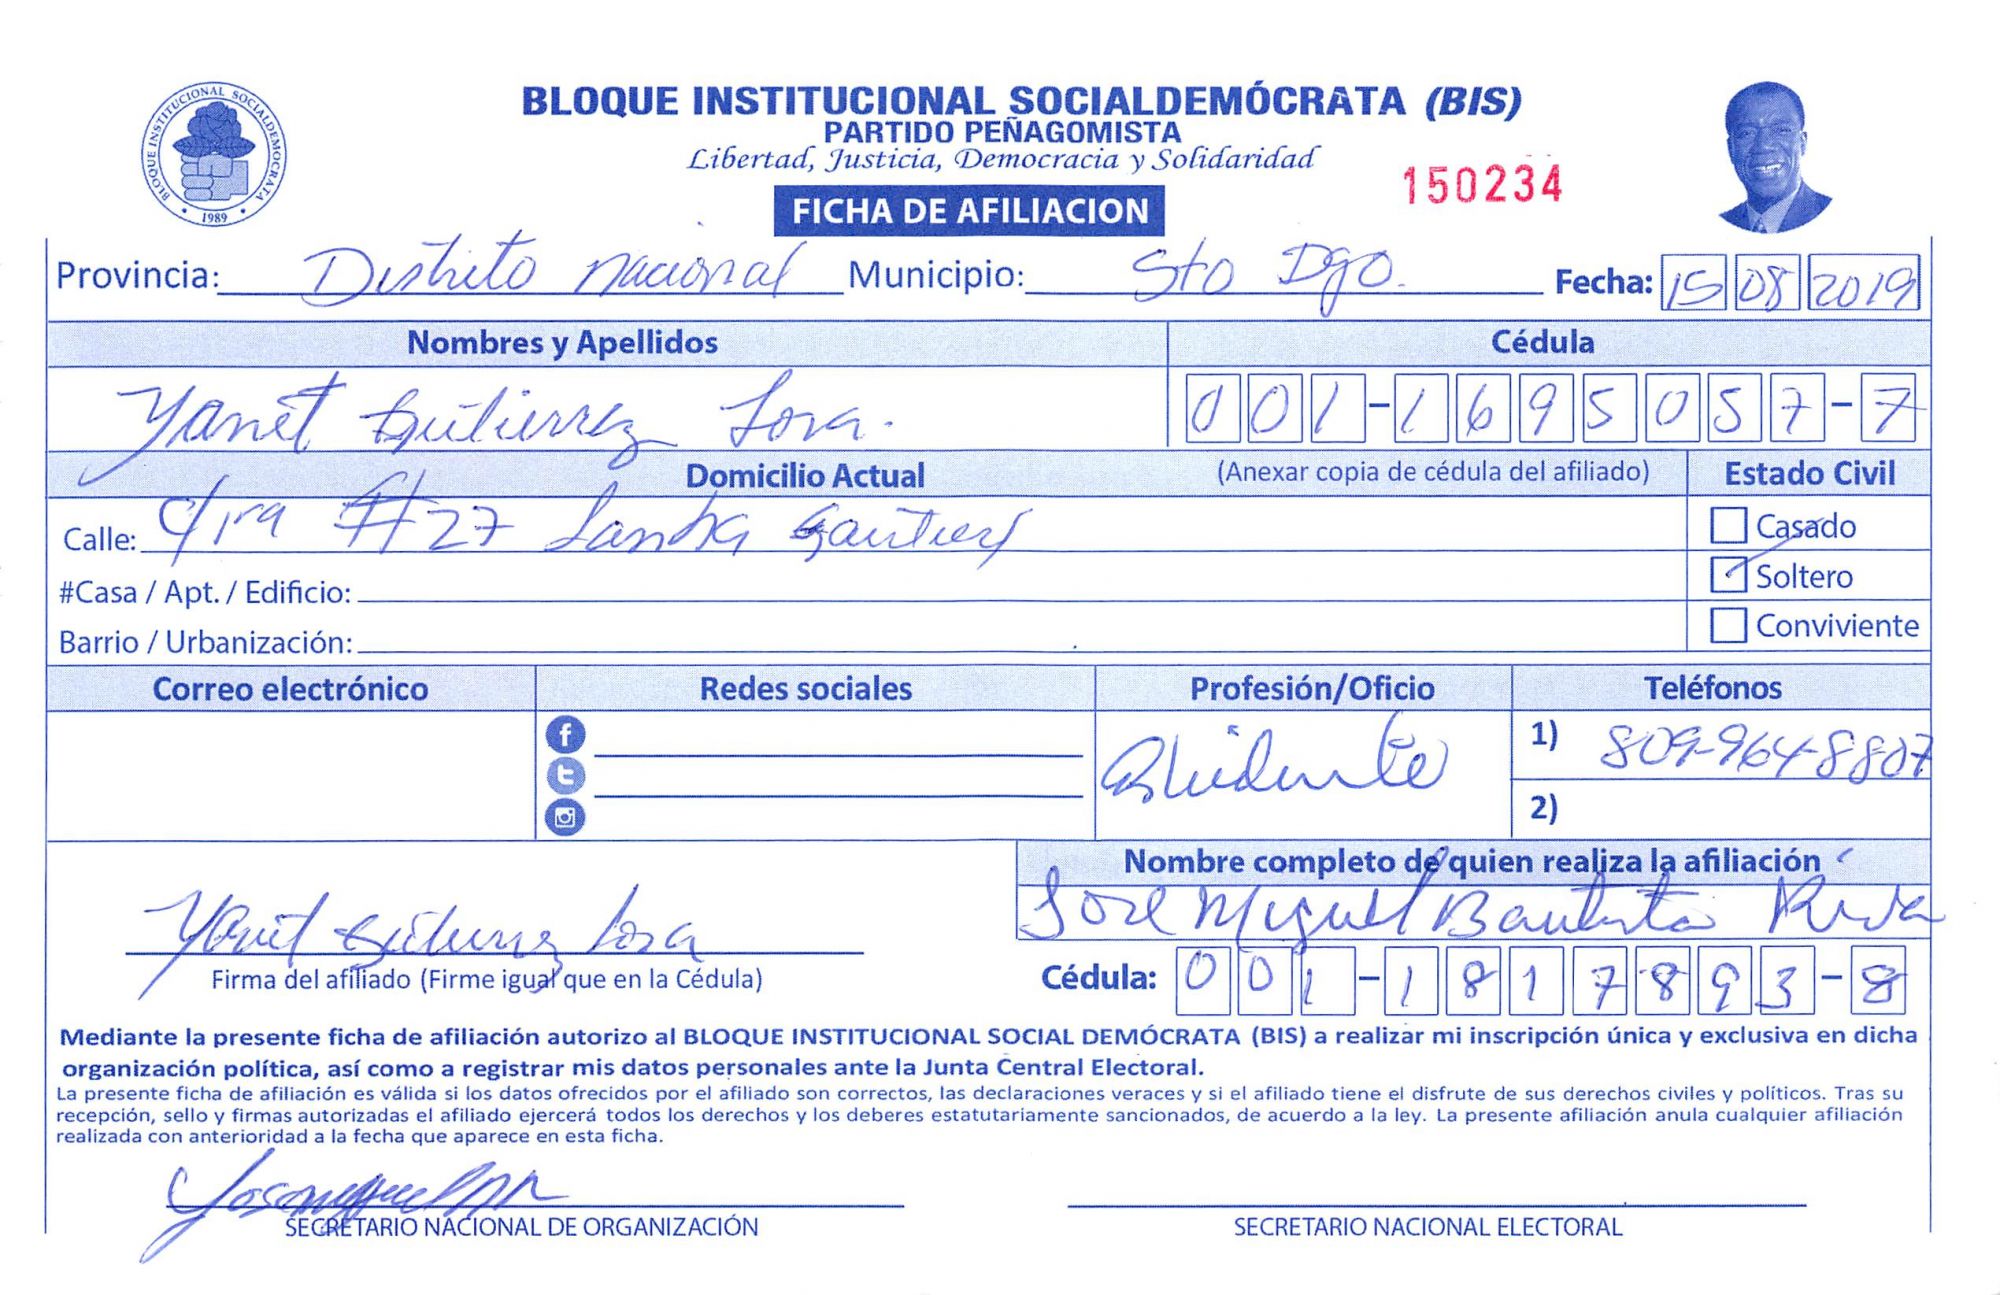 BLOQUE INSTITUCIONAL SOCIALDEMOCRATA
1989
BLOQUE INSTITUCIONAL SOCIALDEMÓCRATA (BIS)
PARTIDO PEÑAGOMISTA
Libertad, Justicia, Democracia y Solidaridad
150234
FICHA DE AFILIACION
Provincia: Distrito nacional Municipio: Sto Dgo. Fecha: 15 08 2019
Nombres y Apellidos Cédula
Yanet Gutierrez Lora. 001-1695057-7
Domicilio Actual (Anexar copia de cédula del afiliado) Estado Civil
Calle: C/1ra #27 Gautier
Casado
#Casa / Apt. / Edificio:
Soltero
Barrio / Urbanización:
Conviviente
Correo electrónico Redes sociales Profesión/Oficio Teléfonos
1) 809-964-8807
2)
Nombre completo de quien realiza la afiliación
Jose Miguel Bautista
Yanet Gutierrez Lora
Firma del afiliado (Firme igual que en la Cédula) Cédula: 001-1817893-8
Mediante la presente ficha de afiliación autorizo al BLOQUE INSTITUCIONAL SOCIAL DEMÓCRATA (BIS) a realizar mi inscripción única y exclusiva en dicha
organización política, así como a registrar mis datos personales ante la Junta Central Electoral.
La presente ficha de afiliación es válida si los datos ofrecidos por el afiliado son correctos, las declaraciones veraces y si el afiliado tiene el disfrute de sus derechos civiles y políticos. Tras su
recepción, sello y firmas autorizadas el afiliado ejercerá todos los derechos y los deberes estatutariamente sancionados, de acuerdo a la ley. La presente afiliación anula cualquier afiliación
realizada con anterioridad a la fecha que aparece en esta ficha.
SECRETARIO NACIONAL DE ORGANIZACIÓN SECRETARIO NACIONAL ELECTORAL